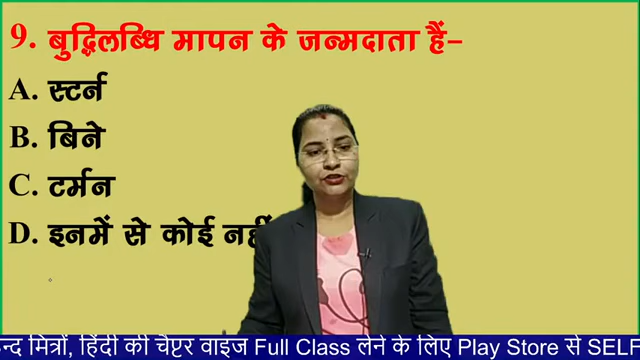 9. बुद्धिलब्धि मापन के जन्मदाता हैं-
A. स्टर्न
B. बिने
C. टर्मन
D. इनमें से कोई नहीं
मित्रों, हिंदी की चैप्टर वाइज Full Class लेने के लिए Play Store से